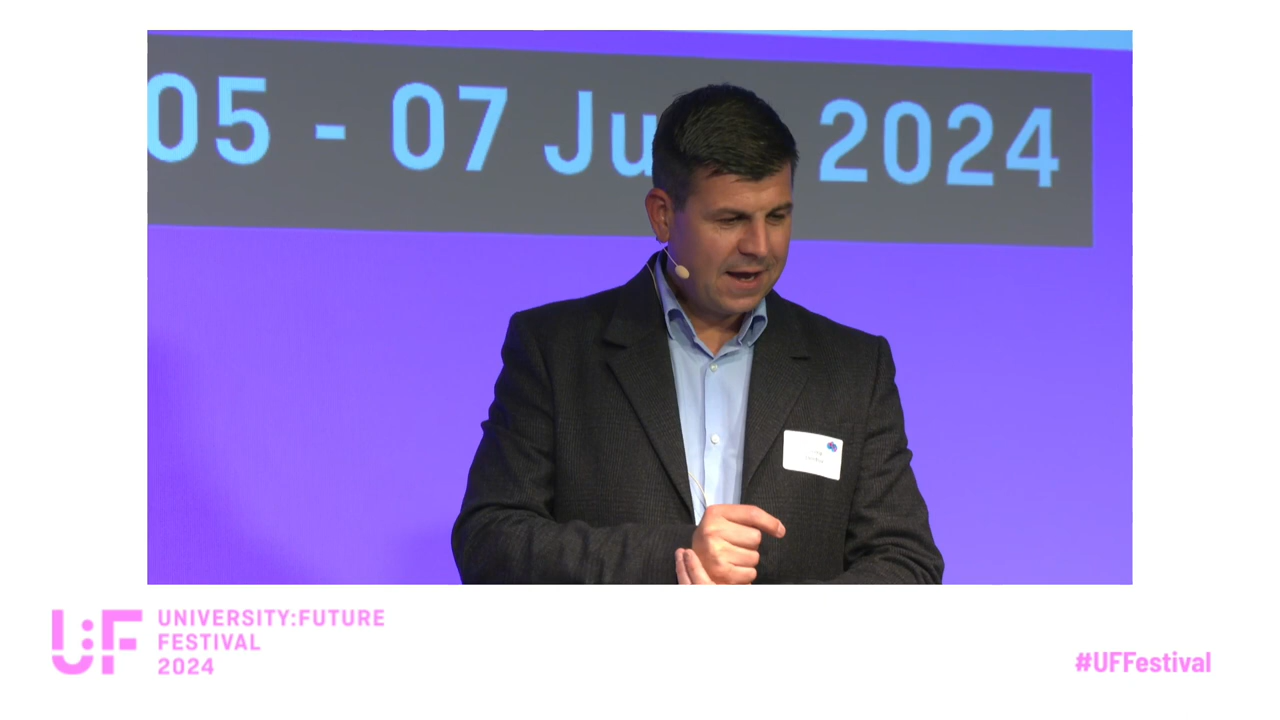 05 - 07 Ju 2024
U:F
UNIVERSITY:FUTURE
FESTIVAL
2024
#UFFestival